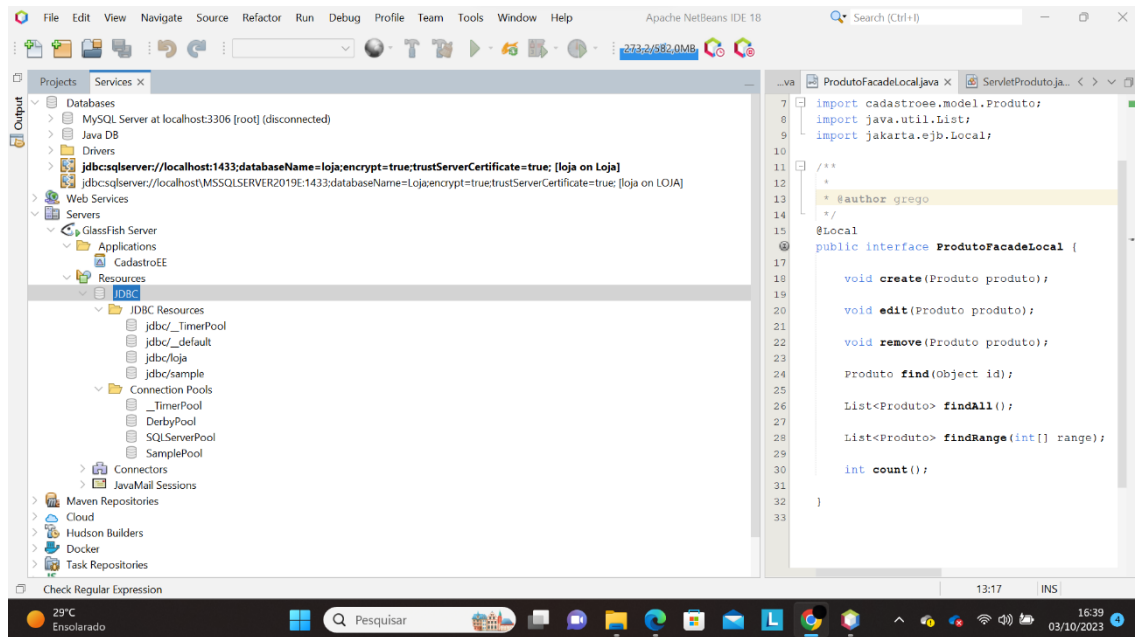 File Edit View Navigate Source Refactor Run Debug Profile Team Tools Window Help Apache NetBeans IDE 18 Search (Ctrl+I)
273.2/582.0MB
Projects Services
Output
Databases
MySQL Server at localhost:3306 [root] (disconnected)
Java DB
Drivers
jdbc:sqlserver://localhost:1433;databaseName=loja;encrypt=true;trustServerCertificate=true; [loja on Loja]
jdbc:sqlserver://localhost\MSSQLSERVER2019E:1433;databaseName=Loja;encrypt=true;trustServerCertificate=true; [loja on LOJA]
Web Services
Servers
GlassFish Server
Applications
CadastroEE
Resources
JDBC
JDBC Resources
jdbc/_TimerPool
jdbc/_default
jdbc/loja
jdbc/sample
Connection Pools
_TimerPool
DerbyPool
SQLServerPool
SamplePool
Connectors
JavaMail Sessions
Maven Repositories
Cloud
Hudson Builders
Docker
Task Repositories
...va ProdutoFacadeLocal.java ServletProduto.ja...
7 import cadastroee.model.Produto;
8 import java.util.List;
9 import jakarta.ejb.Local;
10
11 /**
12 *
13 * @author grego
14 */
15 @Local
public interface ProdutoFacadeLocal {
17
18 void create(Produto produto);
19
20 void edit(Produto produto);
21
22 void remove(Produto produto);
23
24 Produto find(Object id);
25
26 List<Produto> findAll();
27
28 List<Produto> findRange(int[] range);
29
30 int count();
31
32 }
33
Check Regular Expression 13:17 INS
29°C
Ensolarado
Pesquisar
16:39
03/10/2023
4